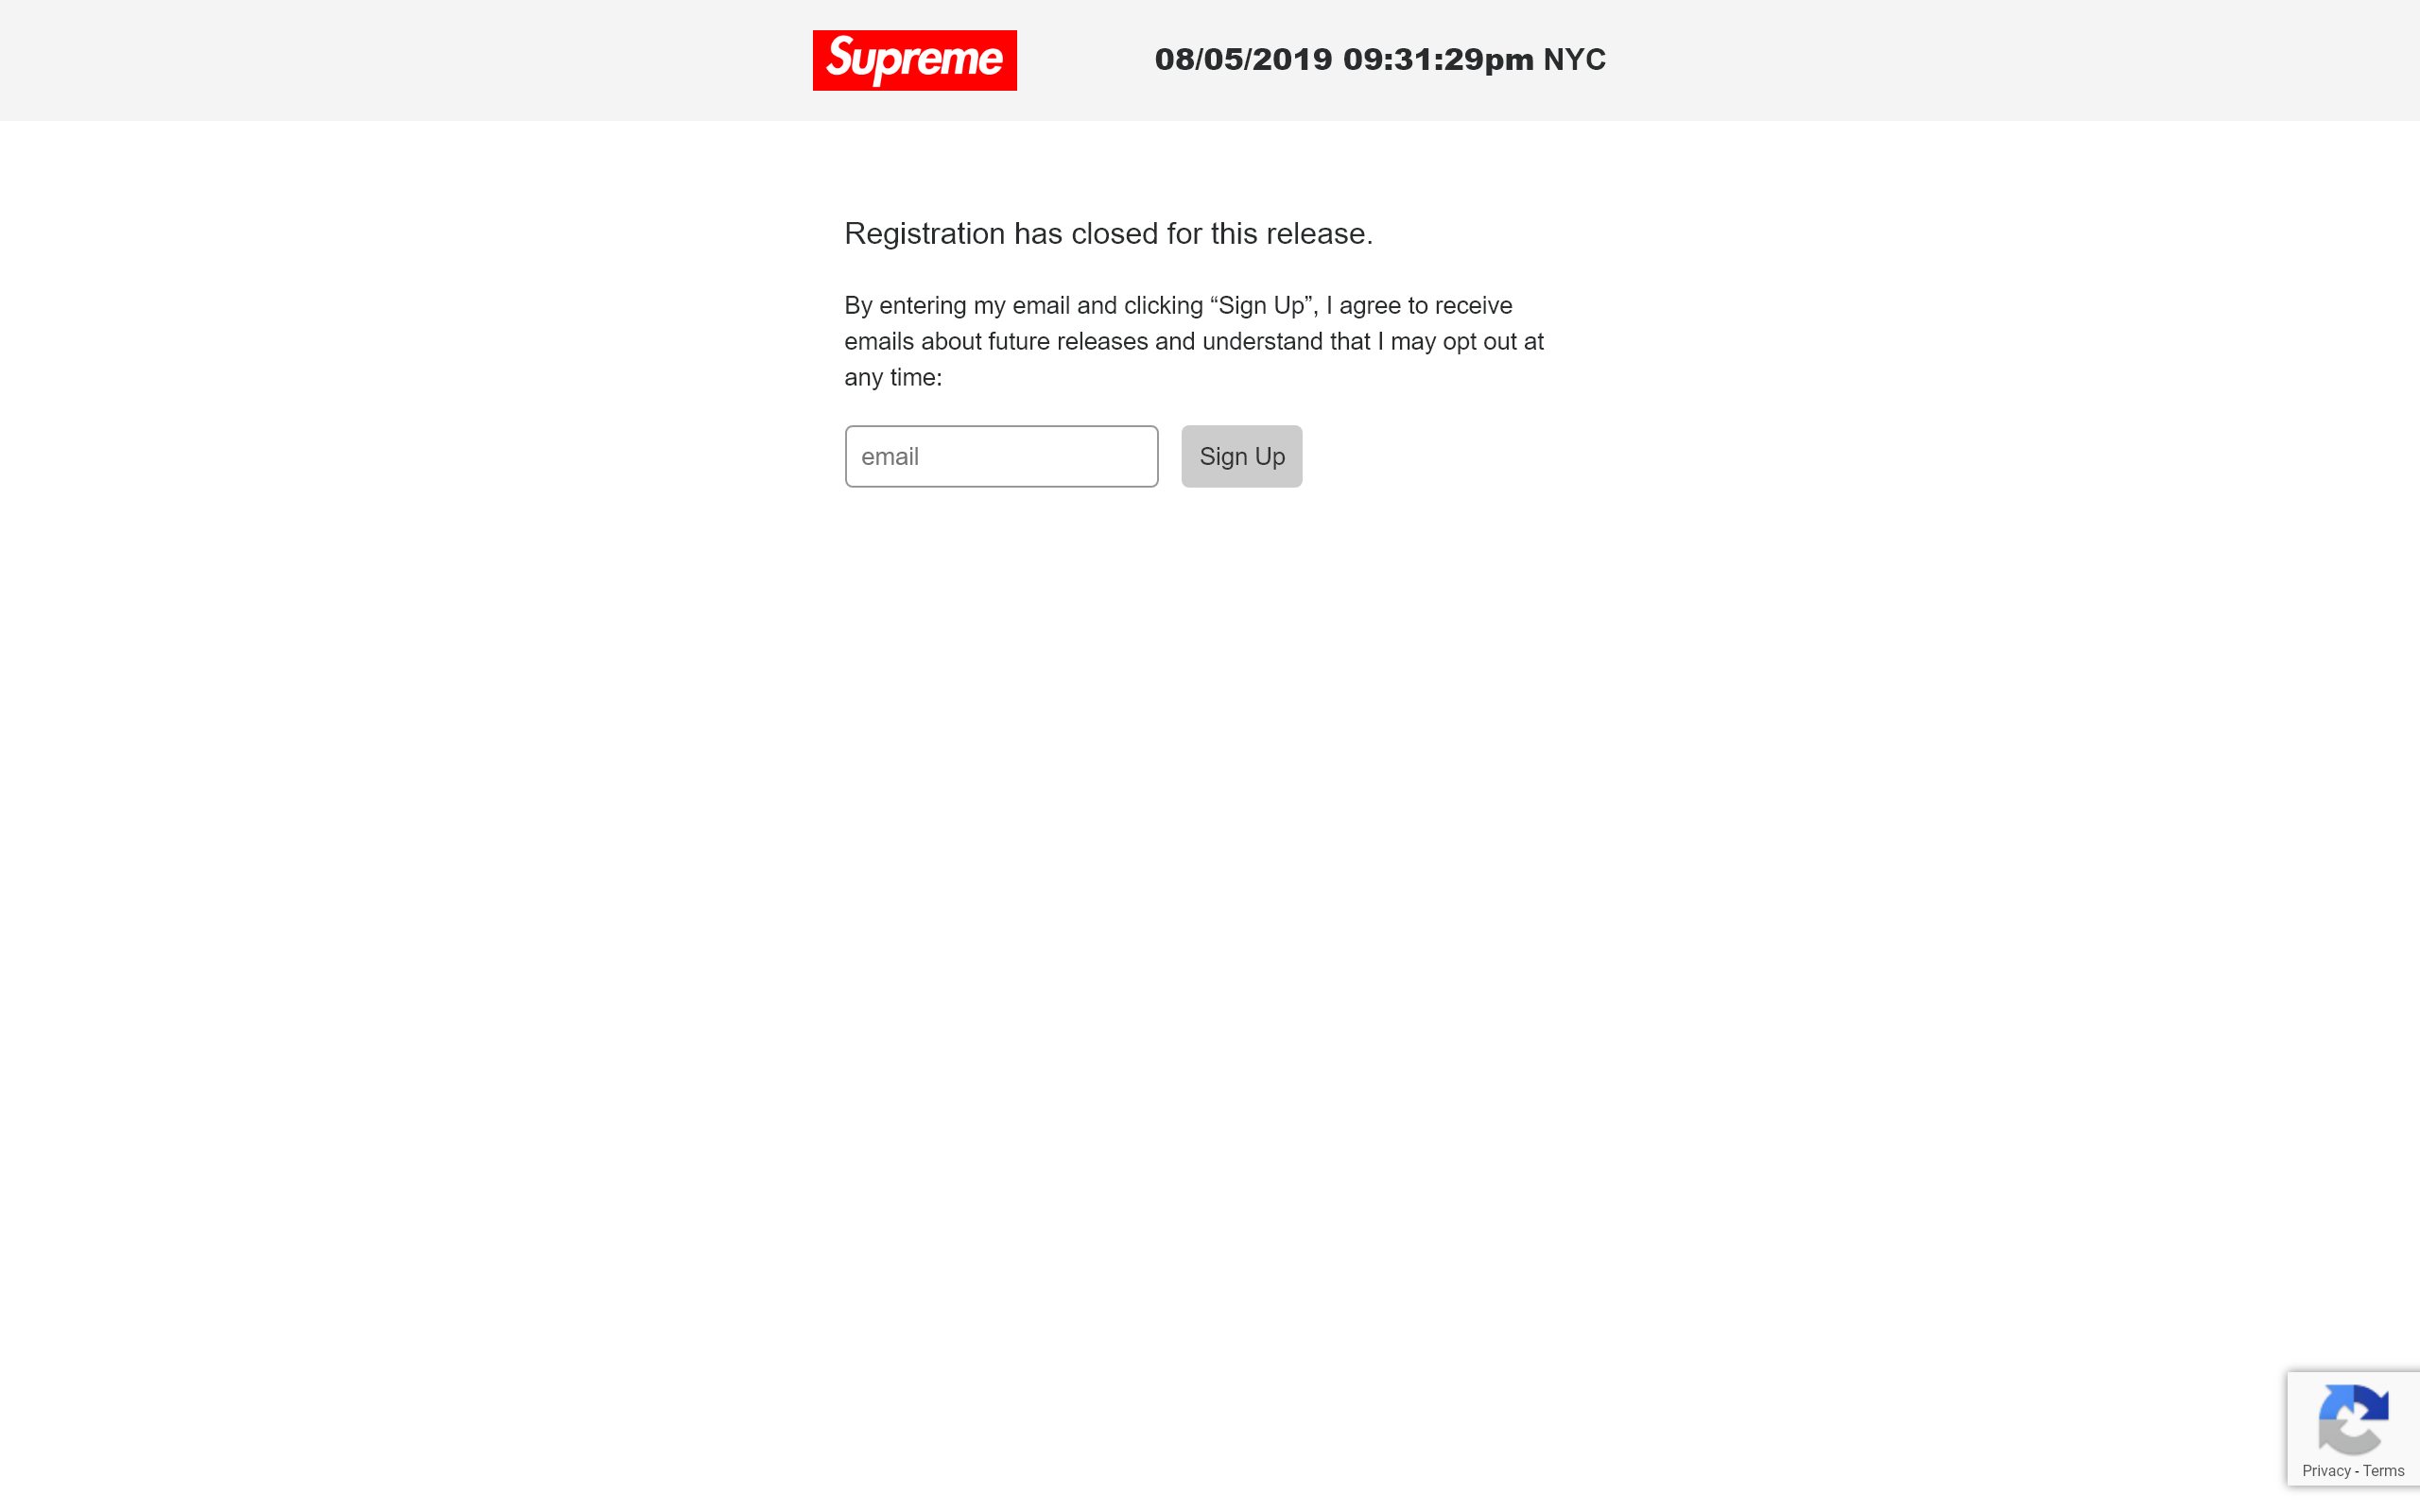 Supreme
08/05/2019 09:31:29pm NYC
Registration has closed for this release.
By entering my email and clicking “Sign Up”, I agree to receive
emails about future releases and understand that I may opt out at
any time:
email
Sign Up
Privacy - Terms